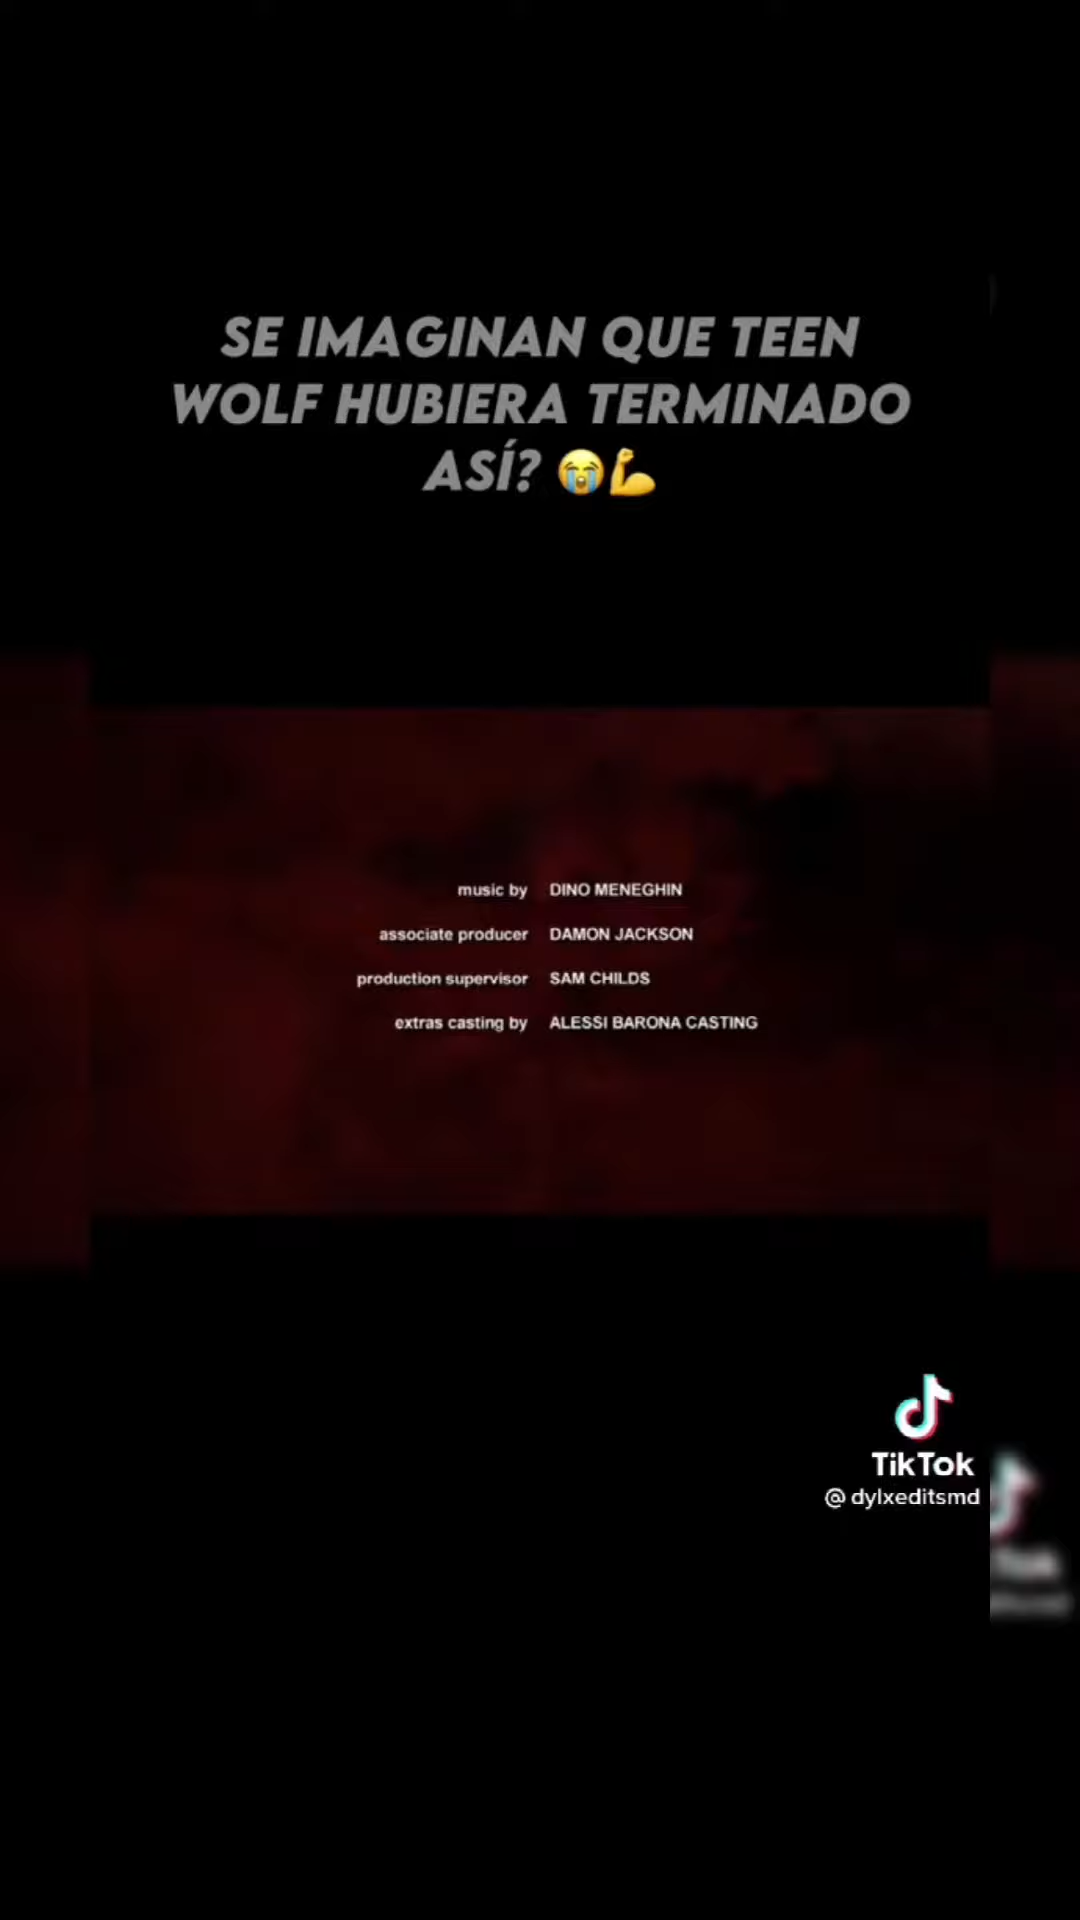 SE IMAGINAN QUE TEEN
WOLF HUBIERA TERMINADO
ASÍ? 😭💪
music by DINO MENEGHIN
associate producer DAMON JACKSON
production supervisor SAM CHILDS
extras casting by ALESSI BARONA CASTING
TikTok
@dylxeditsmd